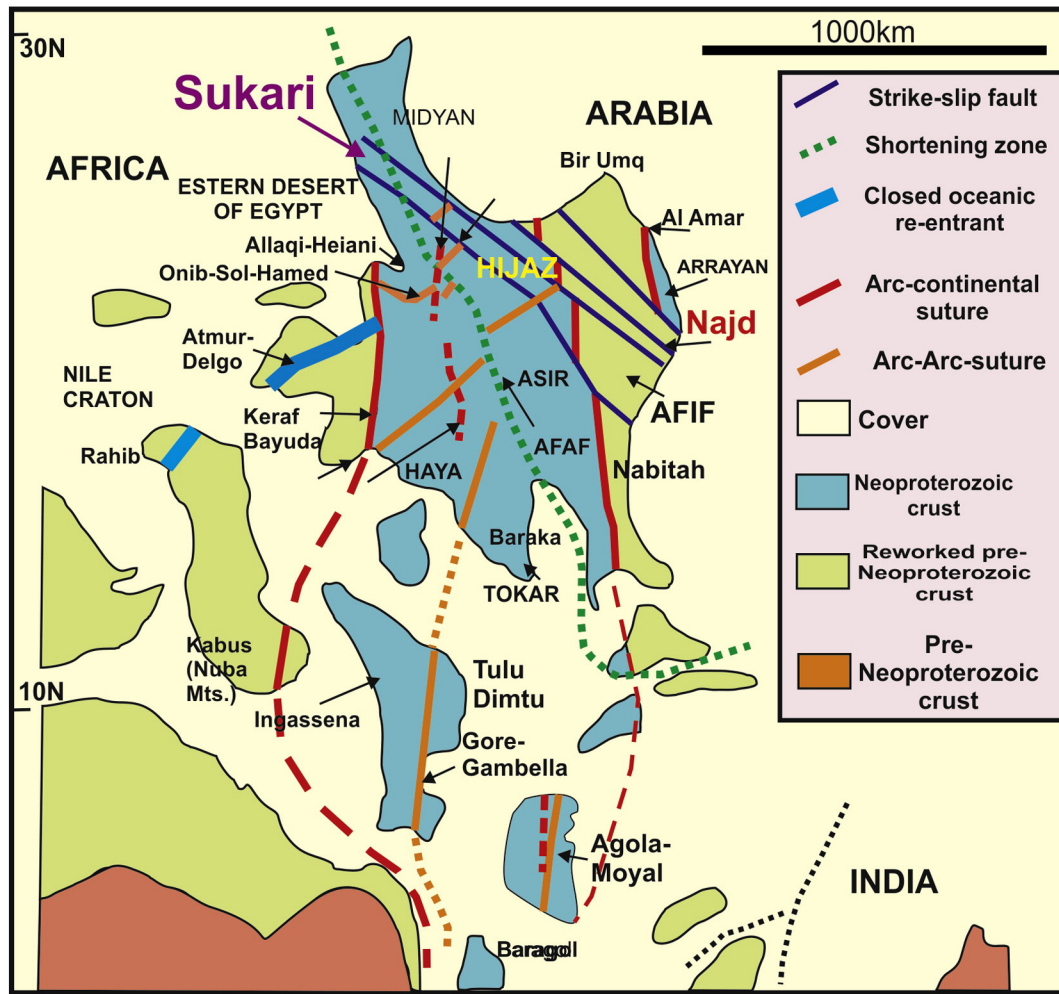 30N
1000km
Sukari
MIDYAN
ARABIA
AFRICA
Bir Umq
ESTERN DESERT
OF EGYPT
Al Amar
Allaqi-Heiani
Onib-Sol-Hamed
HIJAZ
ARRAYAN
Najd
Atmur-
Delgo
NILE
CRATON
ASIR
Keraf
Bayuda
AFIF
Rahib
HAYA
AFAF
Nabitah
Baraka
TOKAR
Kabus
(Nuba
Mts.)
Tulu
Dimtu
10N
Ingassena
Gore-
Gambella
Agola-
Moyal
INDIA
Strike-slip fault
Shortening zone
Closed oceanic
re-entrant
Arc-continental
suture
Arc-Arc-suture
Cover
Neoproterozoic
crust
Reworked pre-
Neoproterozoic
crust
Pre-
Neoproterozoic
crust